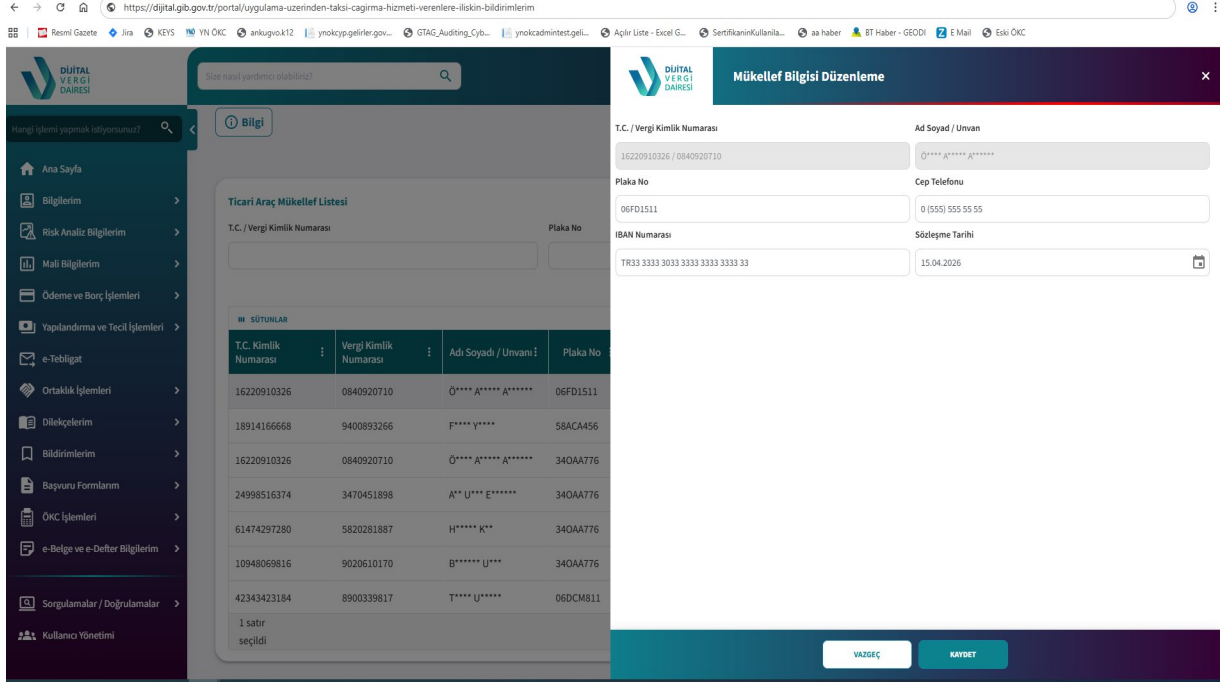 https://dijital.gib.gov.tr/portal/uygulama-uzerinden-taksi-cagirma-hizmeti-verenlere-iliskin-bildirimlerim
Resmî Gazete Jira KEYS YN ÖKC ankugvo.k12 ynokcyp.gelirler.gov... GTAG_Auditing_Cyb... ynokcadmintest.geli... Açılır Liste - Excel G... SertifikaninKullanila... aa haber BT Haber - GEODI E Mail Eski ÖKC
DİJİTAL
VERGİ
DAİRESİ
Size nasıl yardımcı olabiliriz?
Hangi işlemi yapmak istiyorsunuz?
Ana Sayfa
Bilgilerim
Risk Analiz Bilgilerim
Mali Bilgilerim
Ödeme ve Borç İşlemleri
Yapılandırma ve Tecil İşlemleri
e-Tebligat
Ortaklık İşlemleri
Dilekçelerim
Bildirimlerim
Başvuru Formlarım
ÖKC İşlemleri
e-Belge ve e-Defter Bilgilerim
Sorgulamalar / Doğrulamalar
Kullanıcı Yönetimi
Bilgi
Ticari Araç Mükellef Listesi
T.C. / Vergi Kimlik Numarası Plaka No
SÜTUNLAR
T.C. Kimlik Numarası Vergi Kimlik Numarası Adı Soyadı / Unvanı Plaka No
16220910326 0840920710 Ö**** A***** A****** 06FD1511
18914166668 9400893266 F**** Y**** 58ACA456
16220910326 0840920710 Ö**** A***** A****** 34OAA776
24998516374 3470451898 A** U*** E****** 34OAA776
61474297280 5820281887 H***** K** 34OAA776
10948069816 9020610170 B****** U*** 34OAA776
42343423184 8900339817 T**** U***** 06DCM811
1 satır
seçildi
DİJİTAL
VERGİ
DAİRESİ
Mükellef Bilgisi Düzenleme
T.C. / Vergi Kimlik Numarası Ad Soyad / Unvan
16220910326 / 0840920710 Ö**** A***** A******
Plaka No Cep Telefonu
06FD1511 0 (555) 555 55 55
IBAN Numarası Sözleşme Tarihi
TR33 3333 3033 3333 3333 3333 33 15.04.2026
VAZGEÇ KAYDET